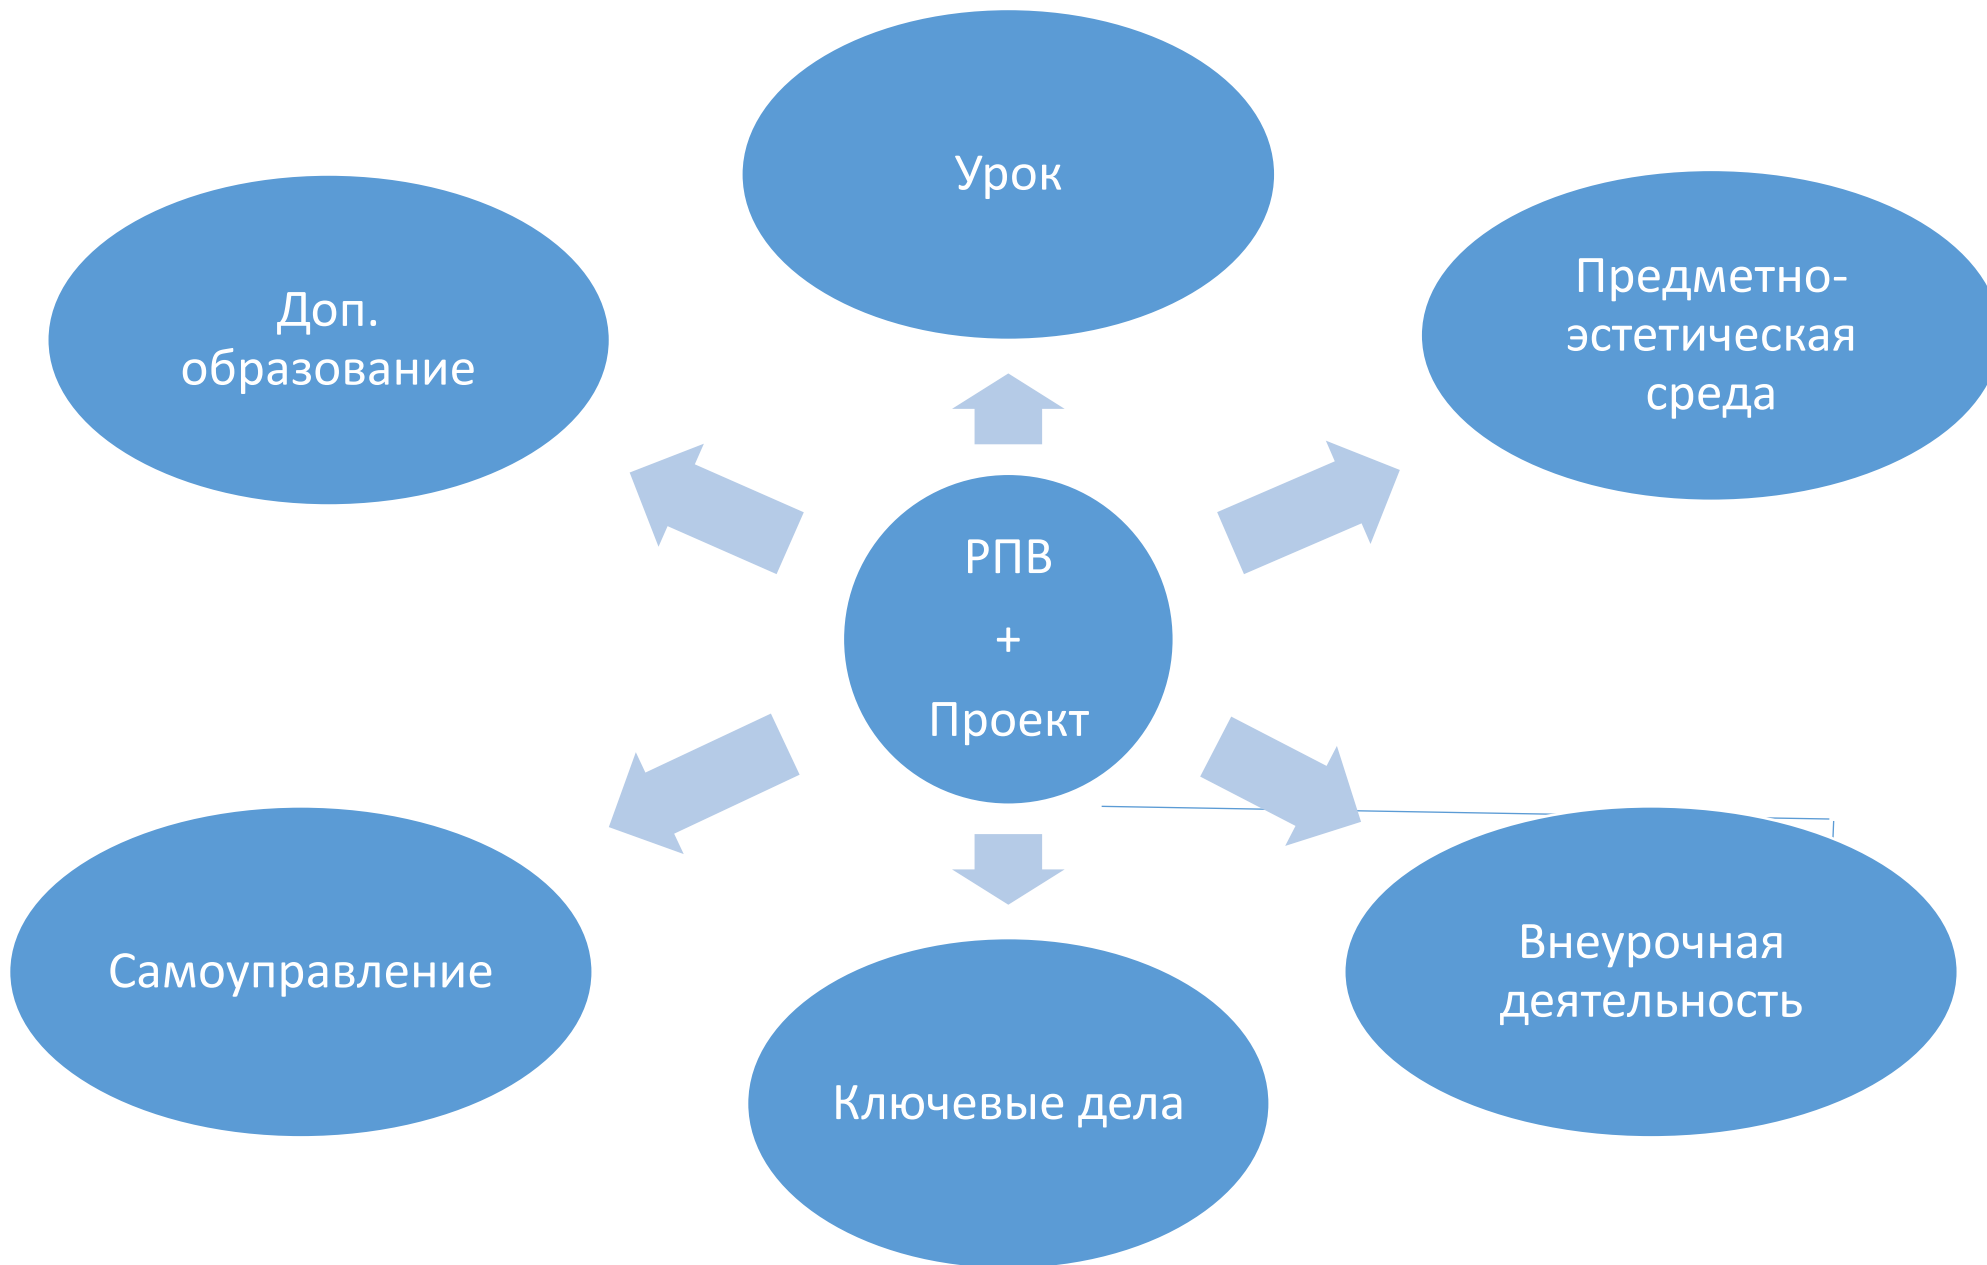 Урок
Доп.
образование
Предметно-
эстетическая
среда
РПВ
+
Проект
Самоуправление
Внеурочная
деятельность
Ключевые дела